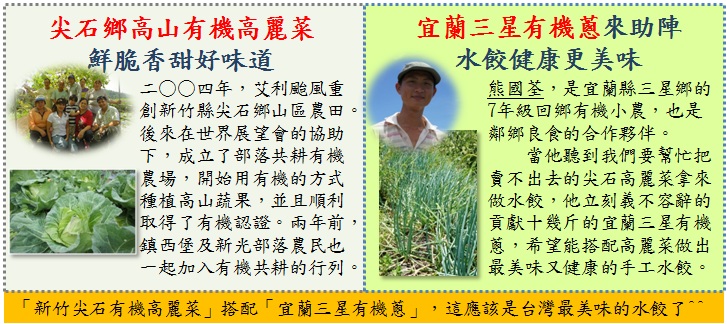 尖石鄉高山有機高麗菜
鮮脆香甜好味道
二〇〇四年，艾利颱風重
創新竹縣尖石鄉山區農田。
後來在世界展望會的協助
下，成立了部落共耕有機
農場，開始用有機的方式
種植高山蔬果，並且順利
取得了有機認證。兩年前，
鎮西堡及新光部落農民也
一起加入有機共耕的行列。
宜蘭三星有機蔥來助陣
水餃健康更美味
熊國荃，是宜蘭縣三星鄉的
7年級回鄉有機小農，也是
鄰鄉良食的合作夥伴。
當他聽到我們要幫忙把
賣不出去的尖石高麗菜拿來
做水餃，他立刻義不容辭的
貢獻十幾斤的宜蘭三星有機
蔥，希望能搭配高麗菜做出
最美味又健康的手工水餃。
「新竹尖石有機高麗菜」搭配「宜蘭三星有機蔥」，這應該是台灣最美味的水餃了^^